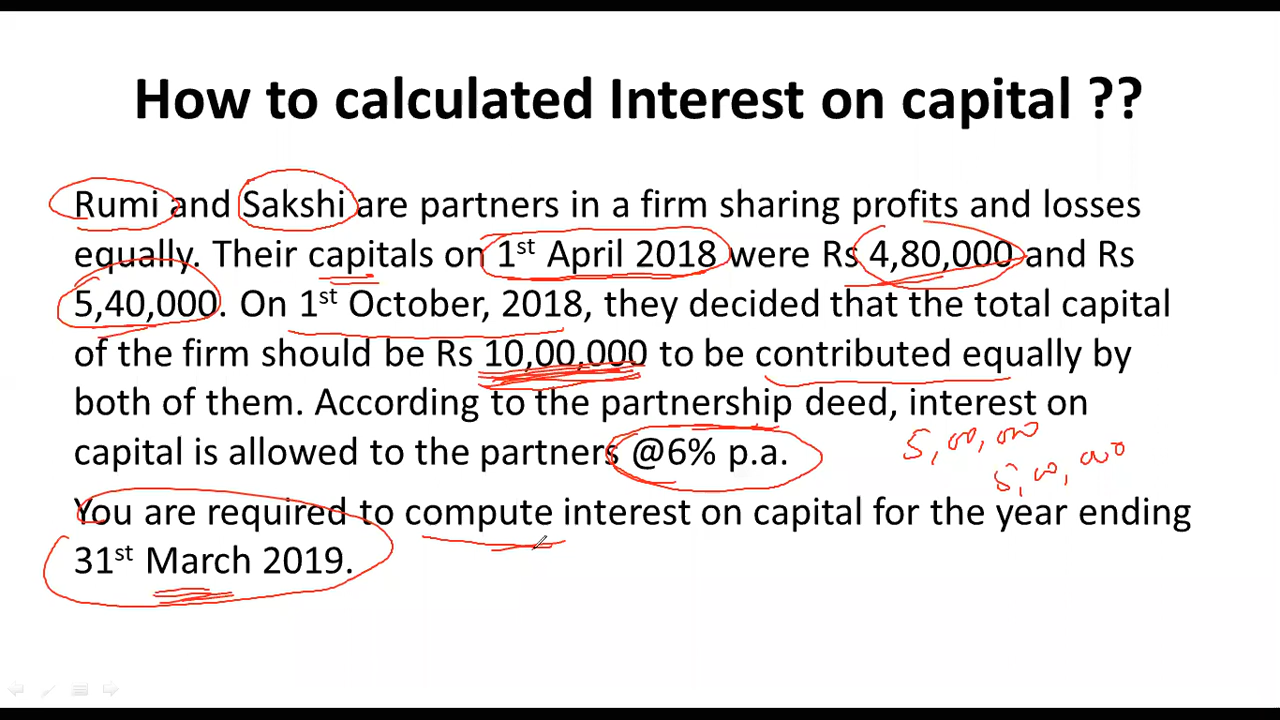 How to calculated Interest on capital ??
Rumi and Sakshi are partners in a firm sharing profits and losses
equally. Their capitals on 1st April 2018 were Rs 4,80,000 and Rs
5,40,000. On 1st October, 2018, they decided that the total capital
of the firm should be Rs 10,00,000 to be contributed equally by
both of them. According to the partnership deed, interest on
capital is allowed to the partners @6% p.a.
5,00,000
5,00,000
You are required to compute interest on capital for the year ending
31st March 2019.